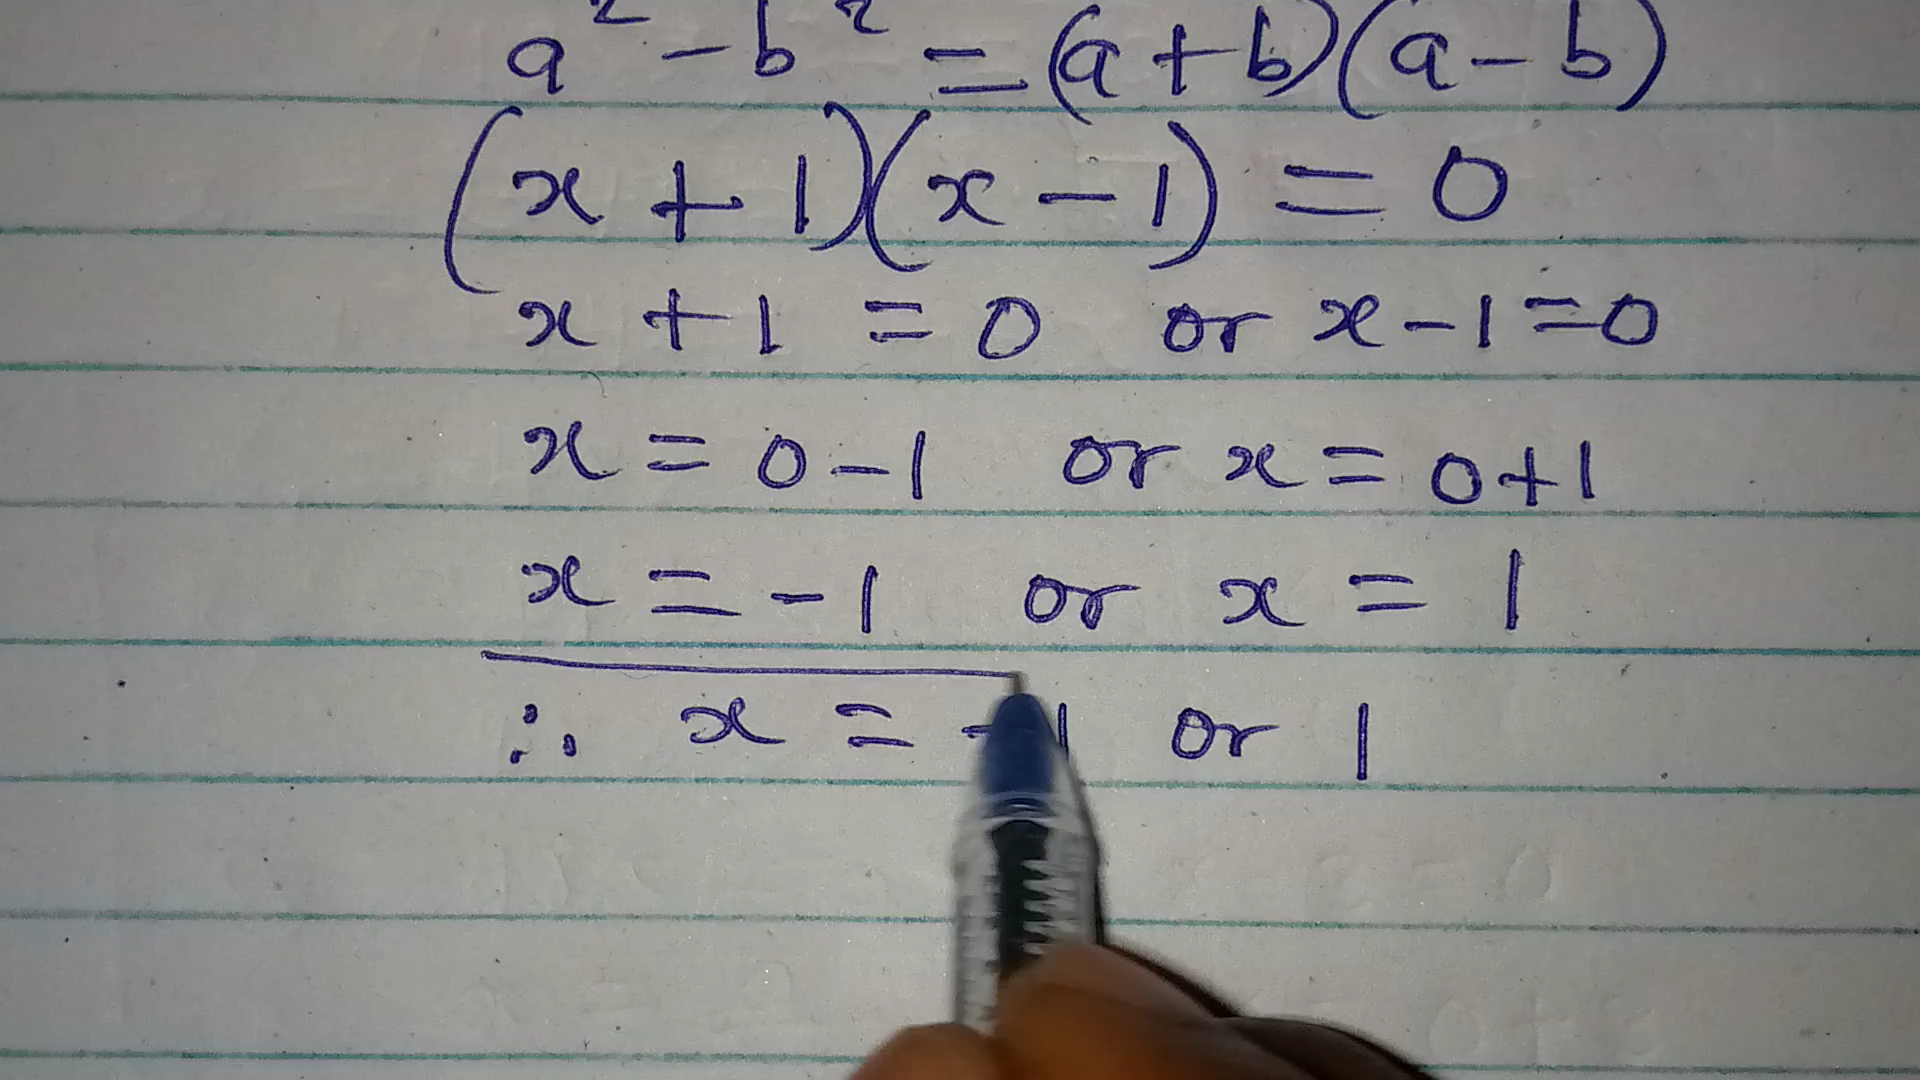 a² - b² = (a + b)(a - b)
(x + 1)(x - 1) = 0
x + 1 = 0 or x - 1 = 0
x = 0 - 1 or x = 0 + 1
x = -1 or x = 1
∴ x = -1 or 1